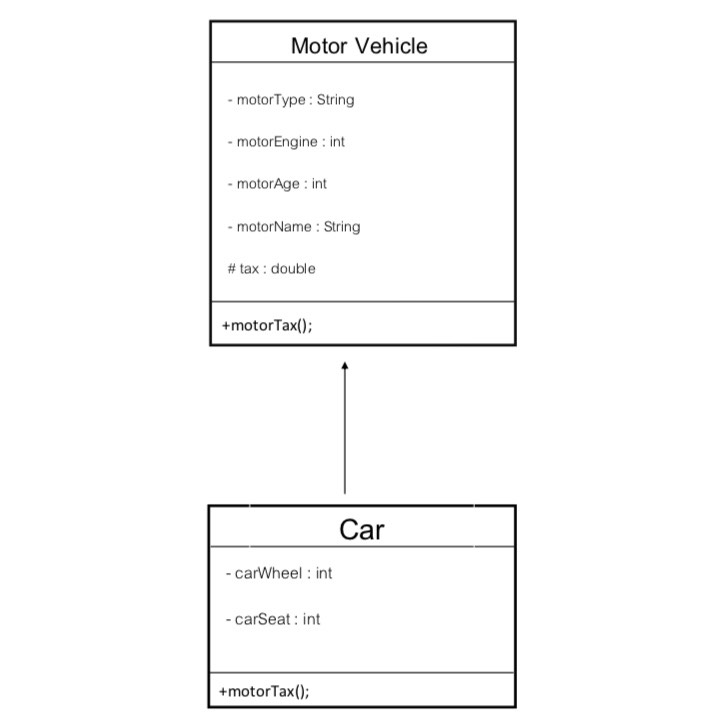 Motor Vehicle
- motorType : String
- motorEngine : int
- motorAge : int
- motorName : String
# tax : double
+motorTax();
Car
- carWheel : int
- carSeat : int
+motorTax();